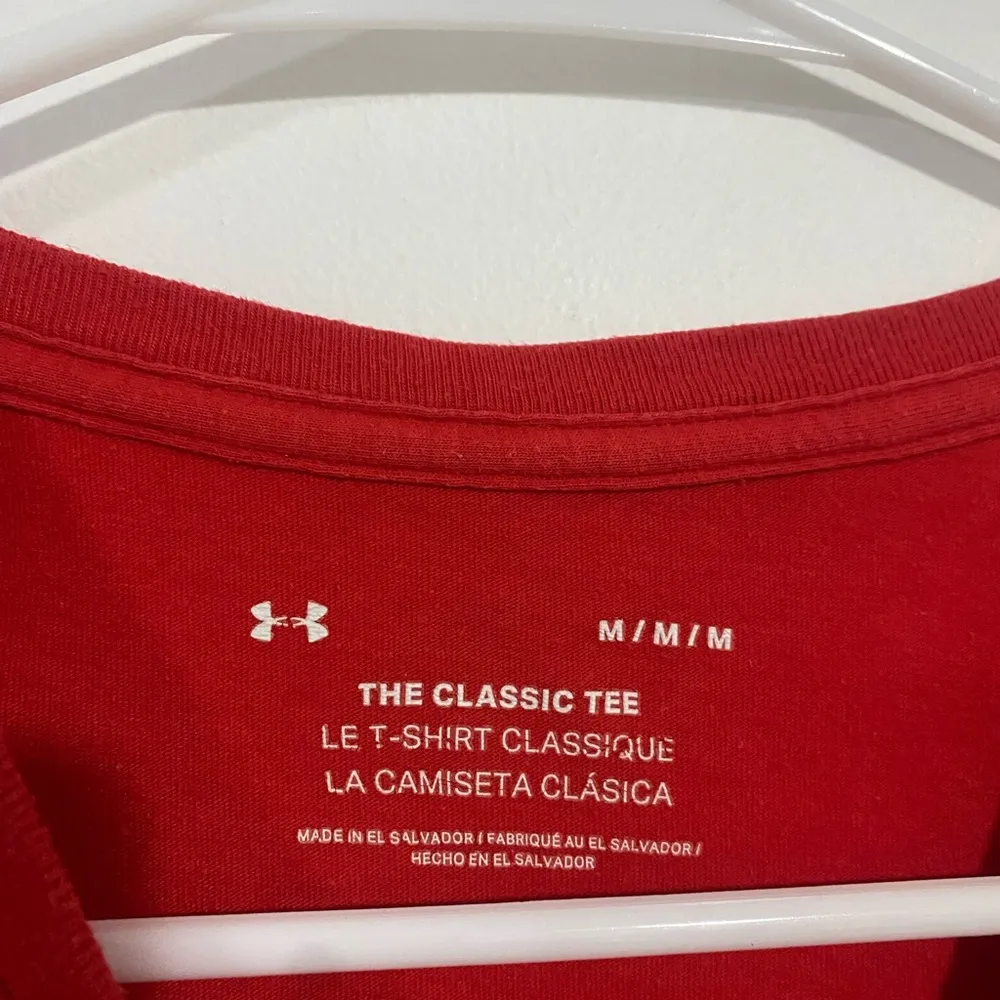 M / M / M
THE CLASSIC TEE
LE T-SHIRT CLASSIQUE
LA CAMISETA CLÁSICA
MADE IN EL SALVADOR / FABRIQUÉ AU EL SALVADOR /
HECHO EN EL SALVADOR